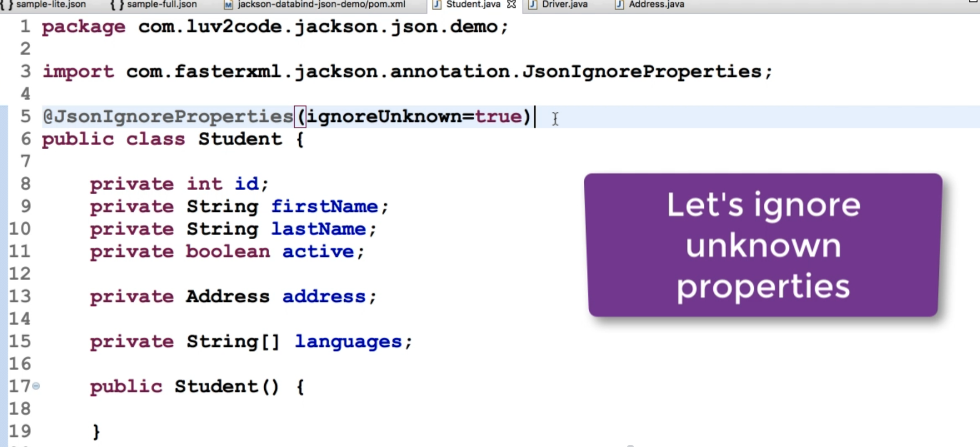 sample-lite.json sample-full.json jackson-databind-json-demo/pom.xml Student.java Driver.java Address.java
1 package com.luv2code.jackson.json.demo;
2
3 import com.fasterxml.jackson.annotation.JsonIgnoreProperties;
4
5 @JsonIgnoreProperties(ignoreUnknown=true)
6 public class Student {
7
8 private int id;
9 private String firstName;
10 private String lastName;
11 private boolean active;
12
13 private Address address;
14
15 private String[] languages;
16
17 public Student() {
18
19 }
Let's ignore
unknown
properties